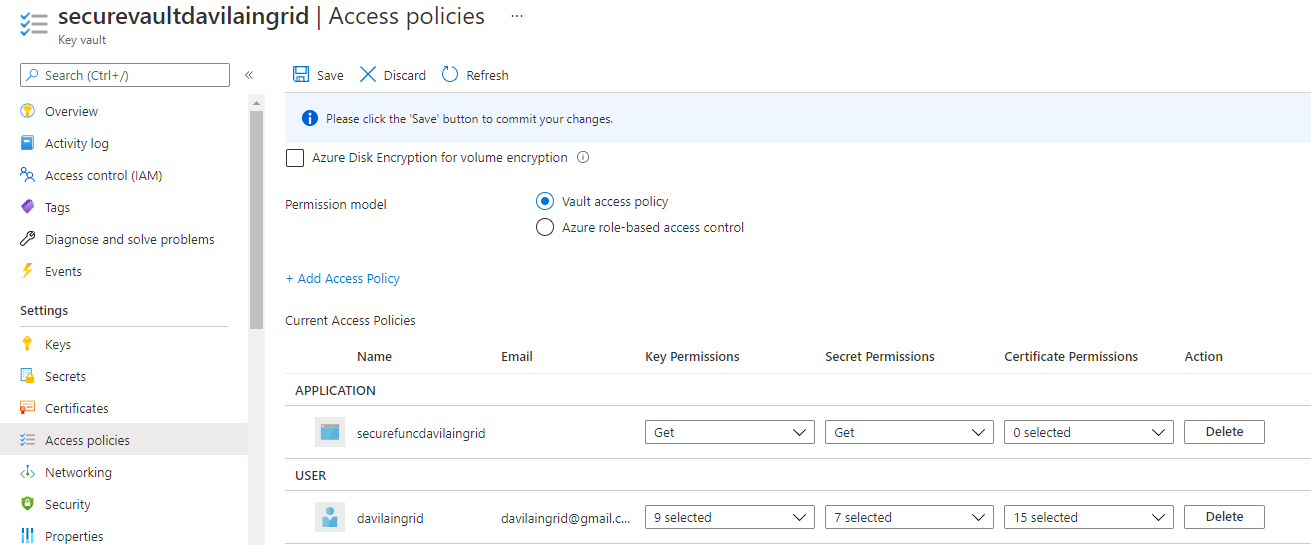 securevaultdavilaingrid | Access policies ...
Key vault
Search (Ctrl+/)
«
Overview
Activity log
Access control (IAM)
Tags
Diagnose and solve problems
Events
Settings
Keys
Secrets
Certificates
Access policies
Networking
Security
Properties
Save Discard Refresh
Please click the 'Save' button to commit your changes.
Azure Disk Encryption for volume encryption
Permission model
Vault access policy
Azure role-based access control
+ Add Access Policy
Current Access Policies
Name Email Key Permissions Secret Permissions Certificate Permissions Action
APPLICATION
securefuncdavilaingrid Get Get 0 selected Delete
USER
davilaingrid davilaingrid@gmail.c... 9 selected 7 selected 15 selected Delete